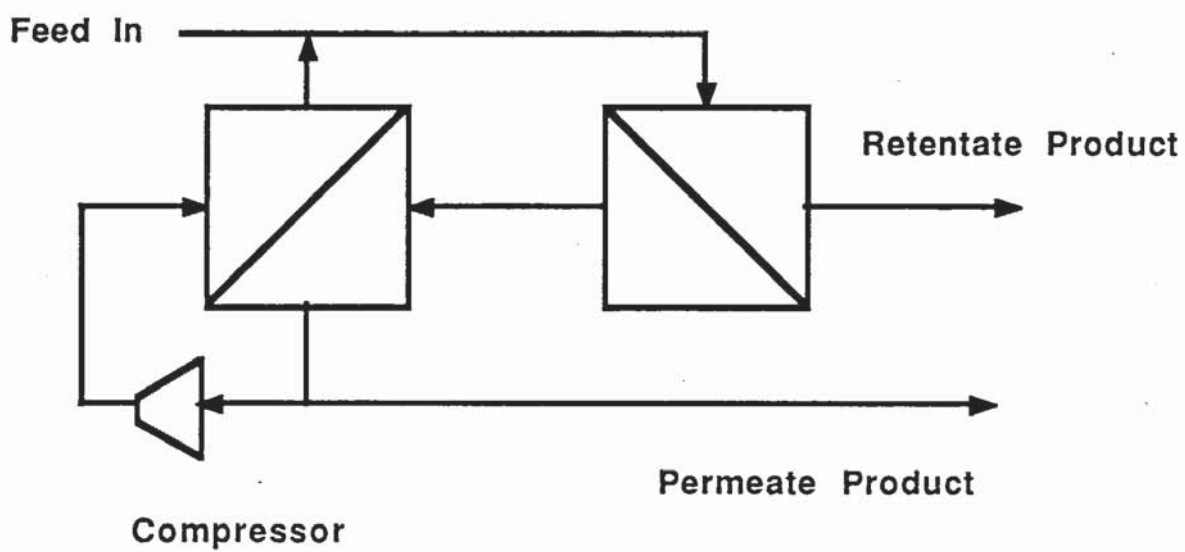 Feed In
Retentate Product
Permeate Product
Compressor